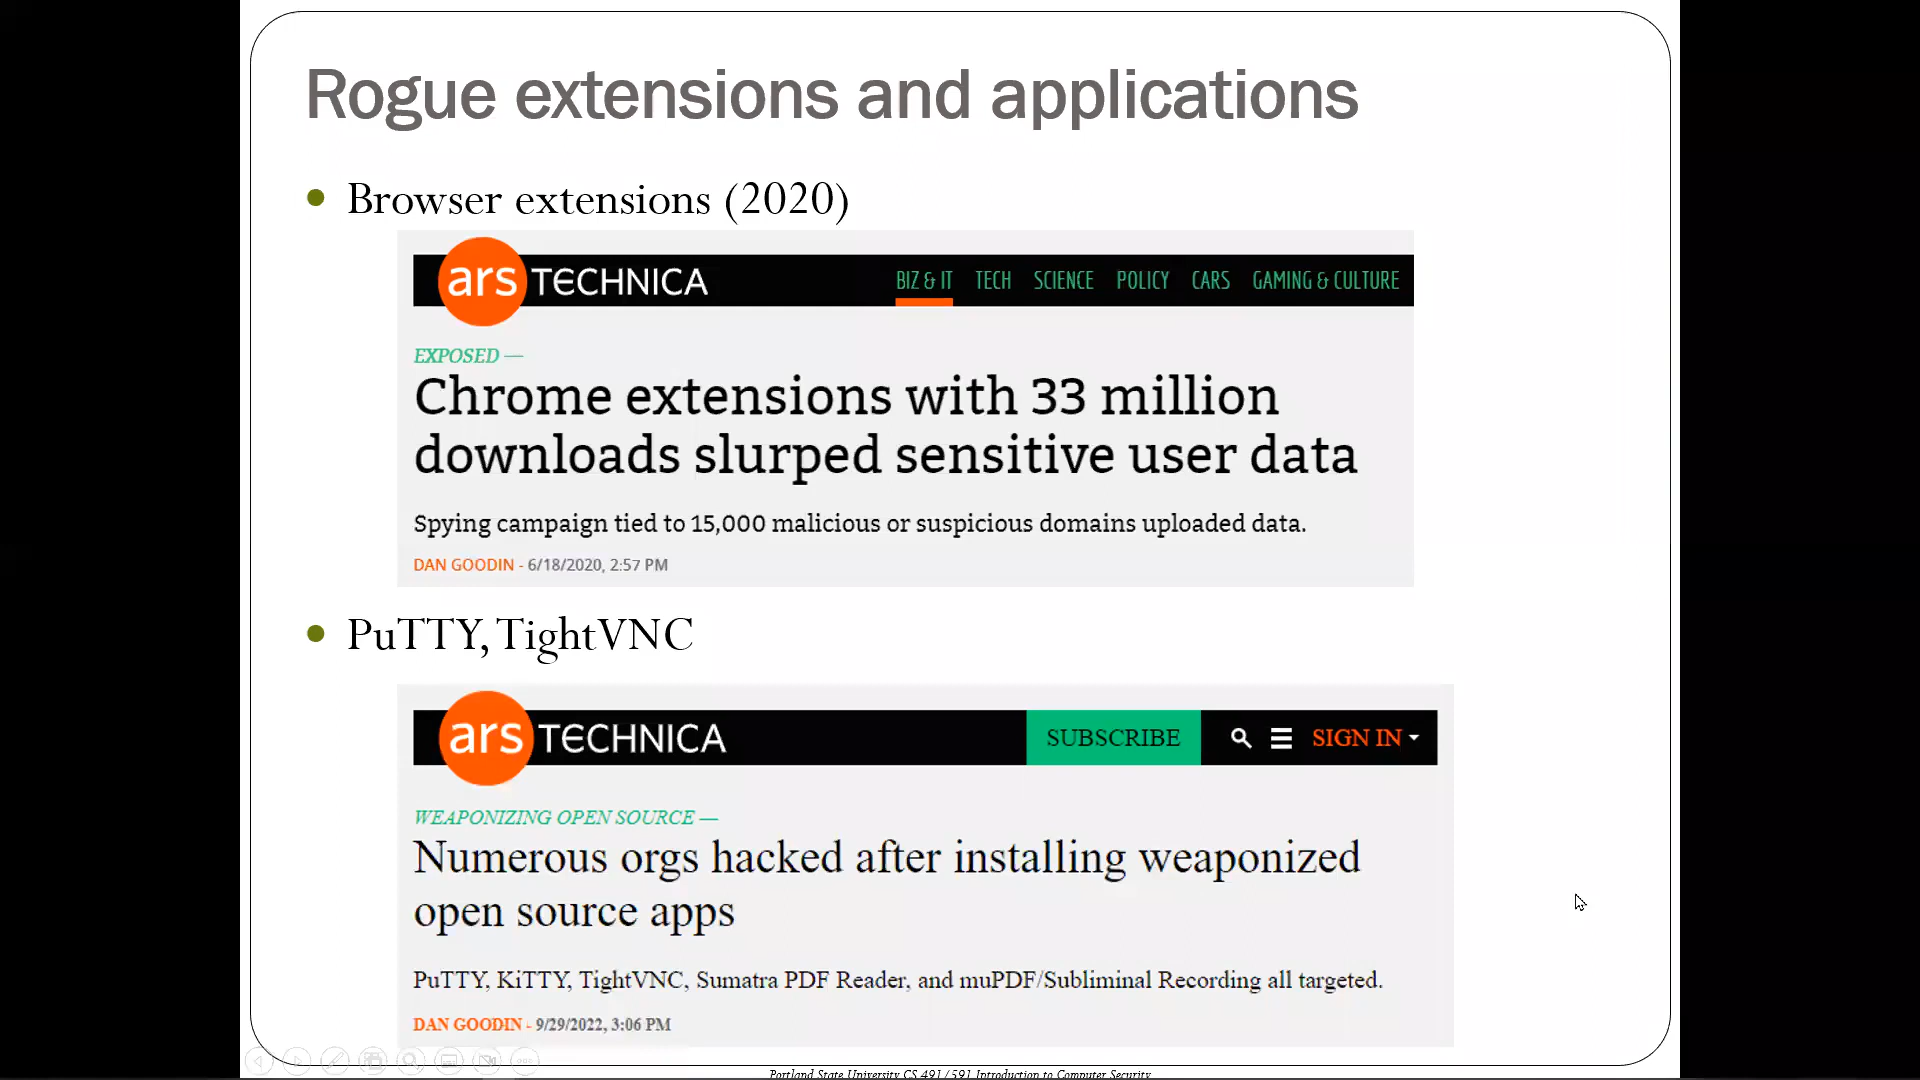 Rogue extensions and applications
Browser extensions (2020)
ars TECHNICA BIZ & IT TECH SCIENCE POLICY CARS GAMING & CULTURE
EXPOSED —
Chrome extensions with 33 million
downloads slurped sensitive user data
Spying campaign tied to 15,000 malicious or suspicious domains uploaded data.
DAN GOODIN - 6/18/2020, 2:57 PM
PuTTY, TightVNC
ars TECHNICA SUBSCRIBE SIGN IN
WEAPONIZING OPEN SOURCE —
Numerous orgs hacked after installing weaponized
open source apps
PuTTY, KiTTY, TightVNC, Sumatra PDF Reader, and muPDF/Subliminal Recording all targeted.
DAN GOODIN - 9/29/2022, 3:06 PM
Portland State University CS 491/591 Introduction to Computer Security